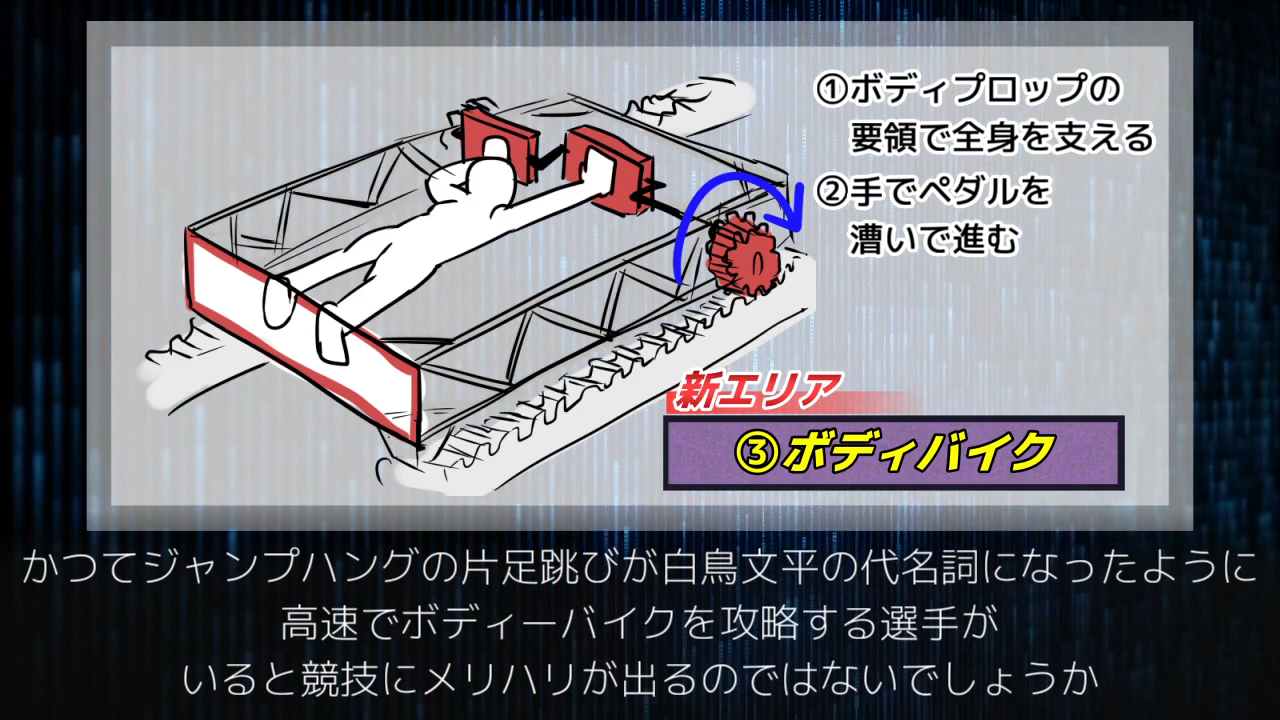 ①ボディプロップの
要領で全身を支える
②手でペダルを
漕いで進む
新エリア
③ボディバイク
かつてジャンプハングの片足跳びが白鳥文平の代名詞になったように
高速でボディーバイクを攻略する選手が
いると競技にメリハリが出るのではないでしょうか